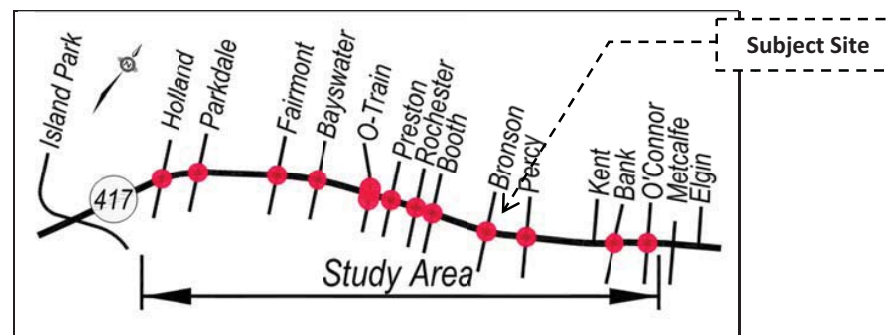 Subject Site
Island Park
Holland
Parkdale
Fairmont
Bayswater
O-Train
Preston
Rochester
Booth
Bronson
Percy
Kent
Bank
O'Connor
Metcalfe
Elgin
N
417
Study Area